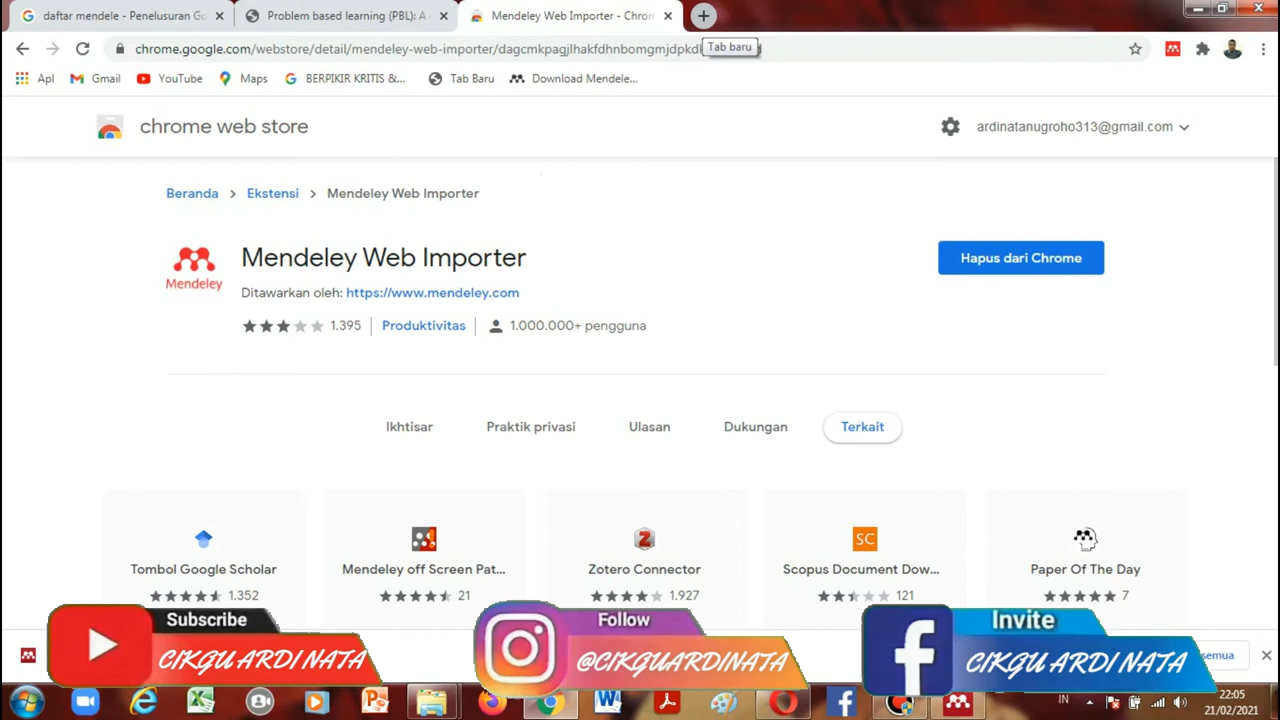 daftar mendele - Penelusuran Go
Problem based learning (PBL): A
Mendeley Web Importer - Chrom
chrome.google.com/webstore/detail/mendeley-web-importer/dagcmkpagjlhakfdhnbomgmjdpkd
Tab baru
Apl
Gmail
YouTube
Maps
BERPIKIR KRITIS &...
Tab Baru
Download Mendele...
chrome web store
ardinatanugroho313@gmail.com
Beranda > Ekstensi > Mendeley Web Importer
Mendeley
Mendeley Web Importer
Hapus dari Chrome
Ditawarkan oleh: https://www.mendeley.com
1.395
Produktivitas
1.000.000+ pengguna
Ikhtisar
Praktik privasi
Ulasan
Dukungan
Terkait
SC
Tombol Google Scholar
Mendeley off Screen Pat...
Zotero Connector
Scopus Document Dow...
Paper Of The Day
1.352
21
1.927
121
7
Subscribe
CIKGU ARDI NATA
Follow
@CIKGUARDINATA
Invite
CIKGU ARDI NATA
semua
IN
22:05
21/02/2021